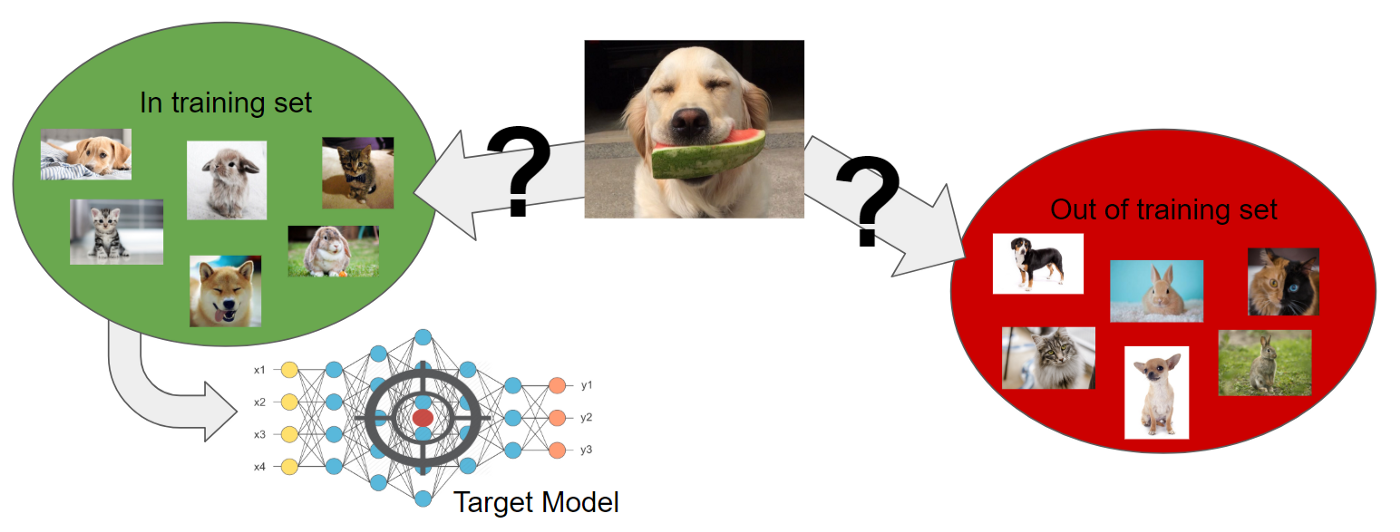 In training set
?
?
Out of training set
x1
x2
x3
x4
y1
y2
y3
Target Model